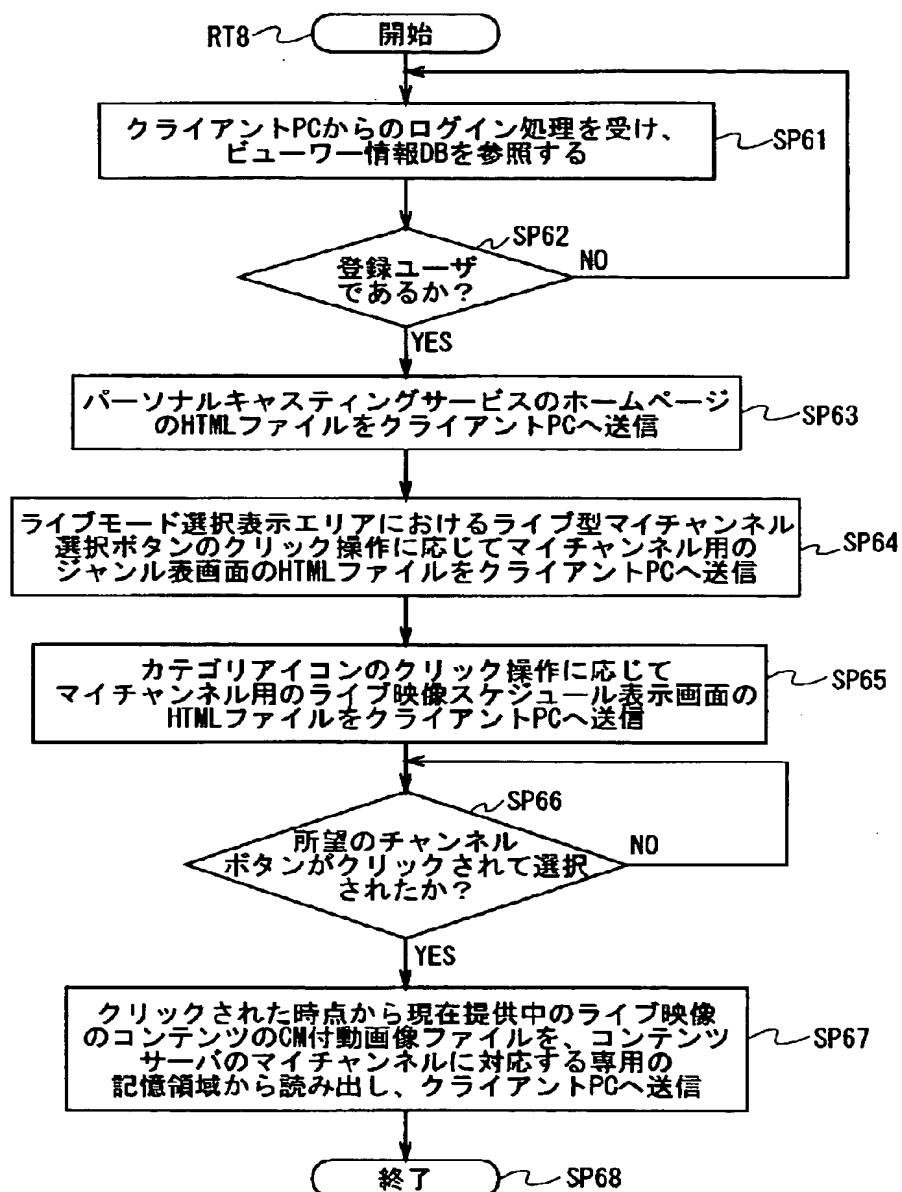 RT8
開始
クライアントPCからのログイン処理を受け、
ビューワー情報DBを参照する
SP61
SP62
登録ユーザ
であるか?
NO
YES
パーソナルキャスティングサービスのホームページ
のHTMLファイルをクライアントPCへ送信
SP63
ライブモード選択表示エリアにおけるライブ型マイチャンネル
選択ボタンのクリック操作に応じてマイチャンネル用の
ジャンル表画面のHTMLファイルをクライアントPCへ送信
SP64
カテゴリアイコンのクリック操作に応じて
マイチャンネル用のライブ映像スケジュール表示画面の
HTMLファイルをクライアントPCへ送信
SP65
SP66
所望のチャンネル
ボタンがクリックされて選択
されたか?
NO
YES
クリックされた時点から現在提供中のライブ映像
のコンテンツのCM付動画像ファイルを、コンテンツ
サーバのマイチャンネルに対応する専用の
記憶領域から読み出し、クライアントPCへ送信
SP67
終了
SP68